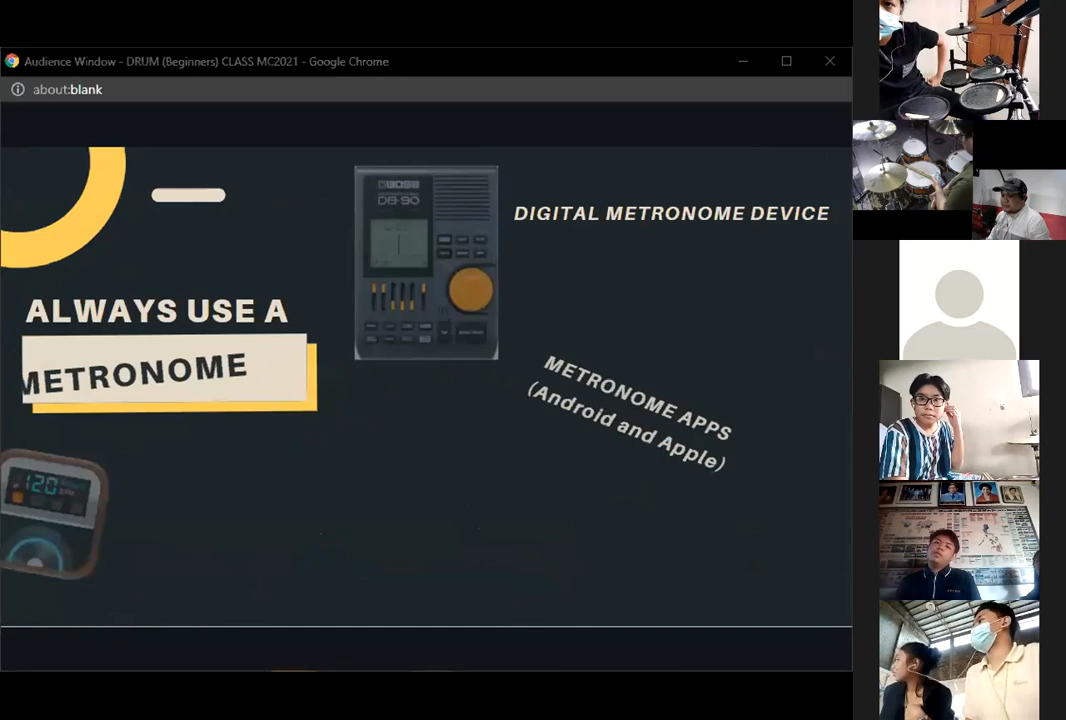 Audience Window - DRUM (Beginners) CLASS MC2021 - Google Chrome
about:blank
BOSS
DB-90
DIGITAL METRONOME DEVICE
ALWAYS USE A
METRONOME
METRONOME APPS
(Android and Apple)
120